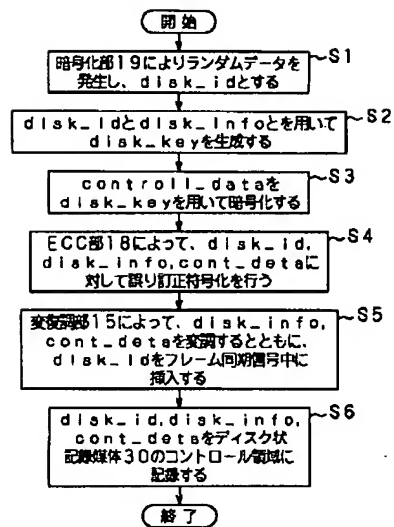 開始
S1
暗号化部19によりランダムデータを
発生し、disk_idとする
S2
disk_idとdisk_infoとを用いて
disk_keyを生成する
S3
controll_dataを
disk_keyを用いて暗号化する
S4
ECC部18によって、disk_id,
disk_info,cont_detaに
対して誤り訂正符号化を行う
S5
変復調部15によって、disk_info,
cont_detaを変調するとともに、
disk_idをフレーム同期信号中に
挿入する
S6
disk_id,disk_info,
cont_detaをディスク状
記録媒体30のコントロール領域に
記録する
終了